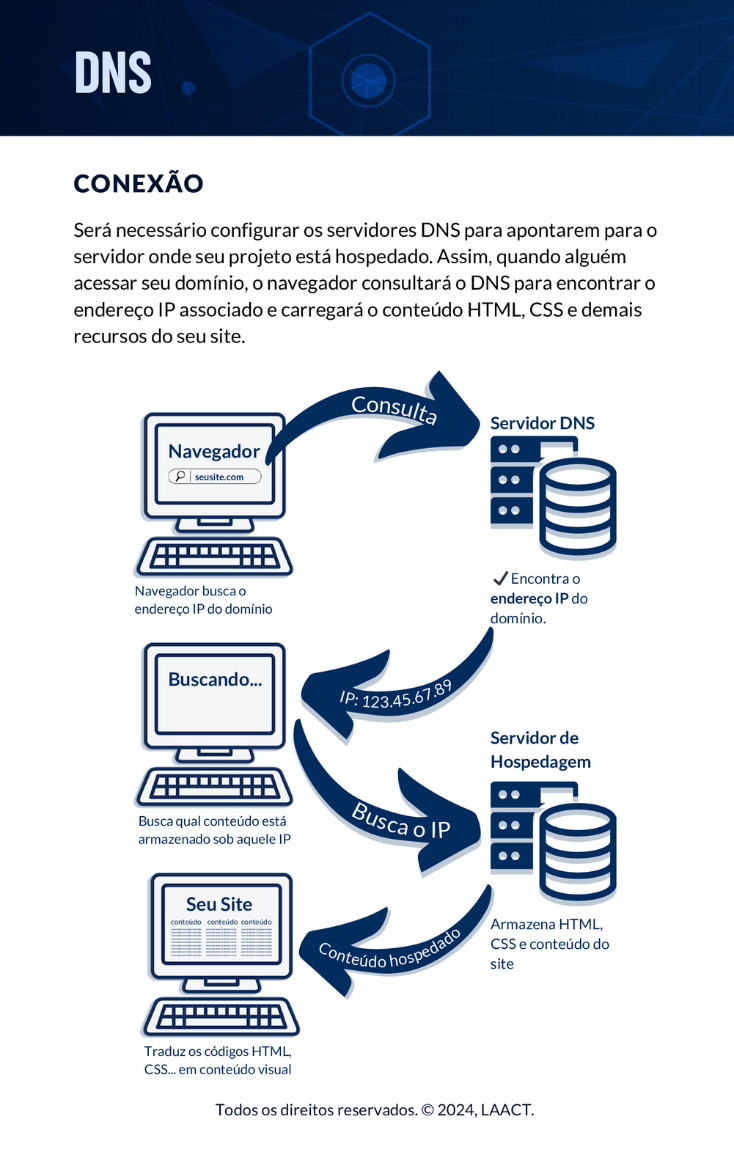 DNS
CONEXÃO
Será necessário configurar os servidores DNS para apontarem para o
servidor onde seu projeto está hospedado. Assim, quando alguém
acessar seu domínio, o navegador consultará o DNS para encontrar o
endereço IP associado e carregará o conteúdo HTML, CSS e demais
recursos do seu site.
Consulta
Navegador
seusite.com
Navegador busca o
endereço IP do domínio
Servidor DNS
✔ Encontra o
endereço IP do
domínio.
IP: 123.45.67.89
Buscando...
Busca qual conteúdo está
armazenado sob aquele IP
Busca o IP
Servidor de
Hospedagem
Armazena HTML,
CSS e conteúdo do
site
Conteúdo hospedado
Seu Site
conteúdo conteúdo conteúdo
Traduz os códigos HTML,
CSS... em conteúdo visual
Todos os direitos reservados. © 2024, LAACT.